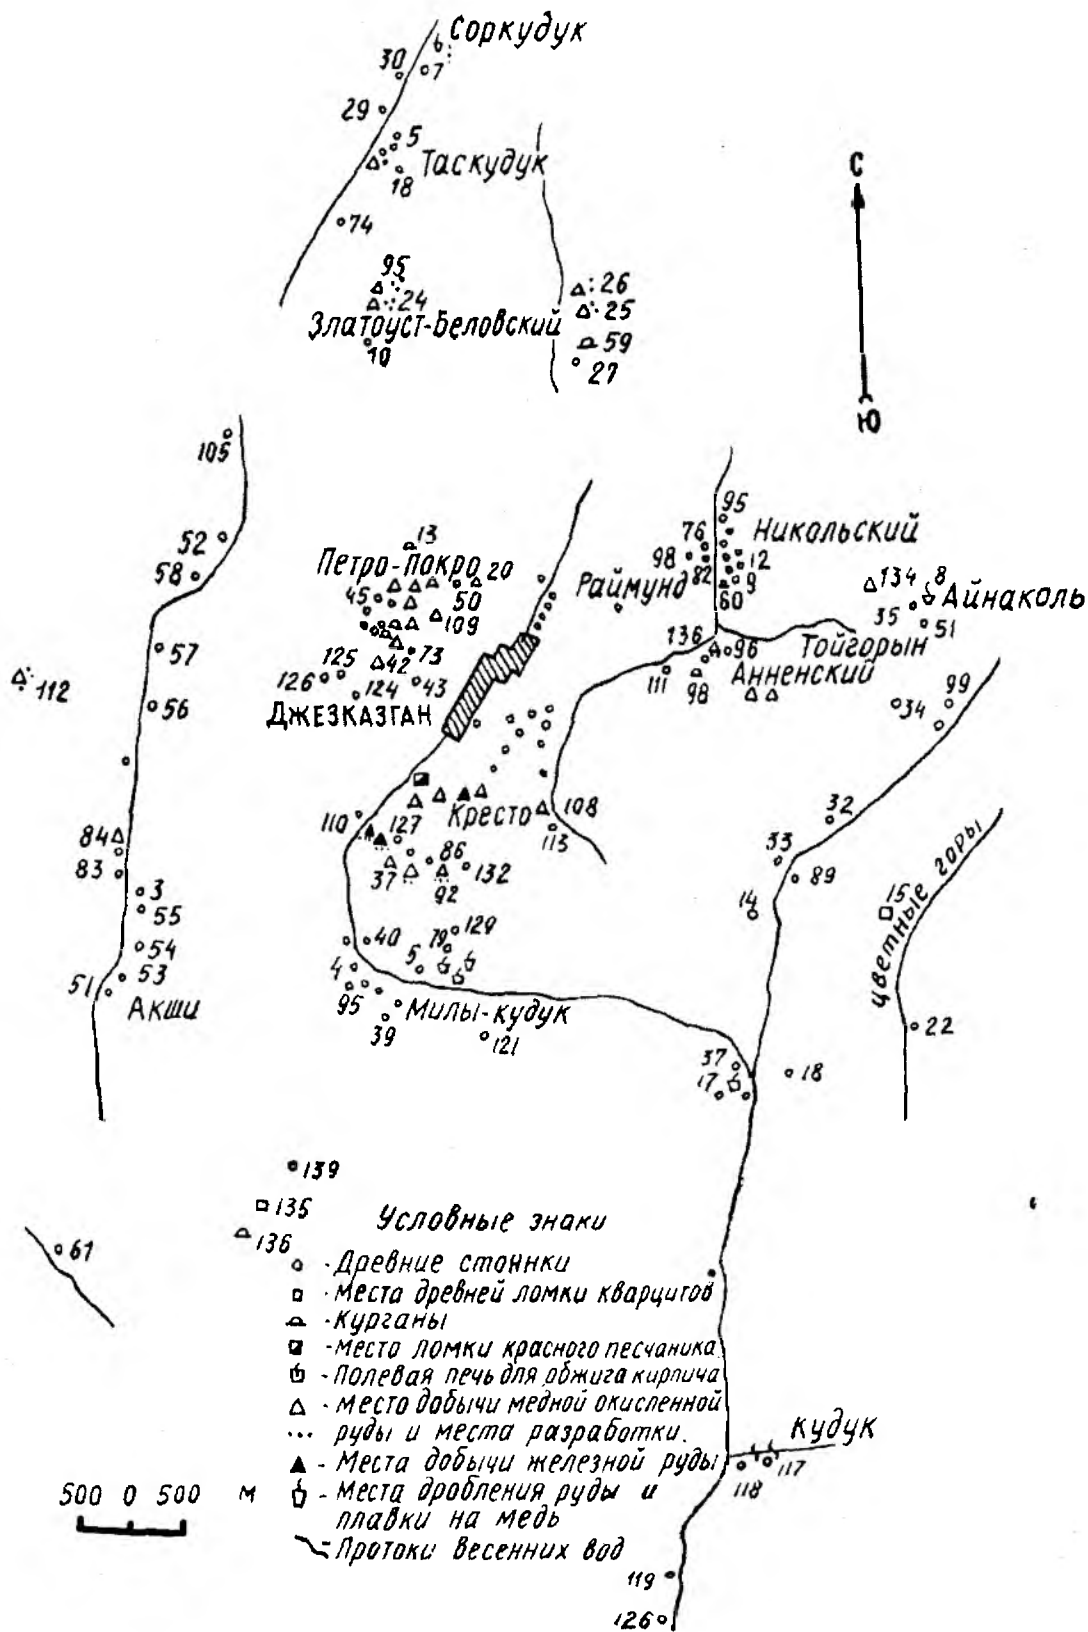 Соркудук
6
30
7
29
5
Таскудук
18
74
С
95
24
26
25
Златоуст-Беловский
59
10
27
Ю
105
95
Никольский
52
13
76
Петро-Покро
20
98
12
58
Раймунд
82
9
134
8
Айнаколь
45
50
60
35
109
51
57
136
96
Тойгорын
125
42
73
Анненский
112
126
124
43
111
98
99
56
ДЖЕЗКАЗГАН
34
Кресто
108
32
110
127
113
84
86
33
цветные горы
83
37
132
89
3
92
15
55
14
129
54
40
19
53
4
5
51
Акши
95
Милы-кудук
39
121
22
37
17
18
139
135
Условные знаки
136
61
- Древние стоянки
- Места древней ломки кварцитов
- Курганы
- Место ломки красного песчаника
- Полевая печь для обжига кирпича
- Место добычи медной окисленной
руды и места разработки.
- Места добычи железной руды
- Места дробления руды и
плавки на медь
- Протоки весенних вод
500 0 500 м
Кудук
117
118
119
126